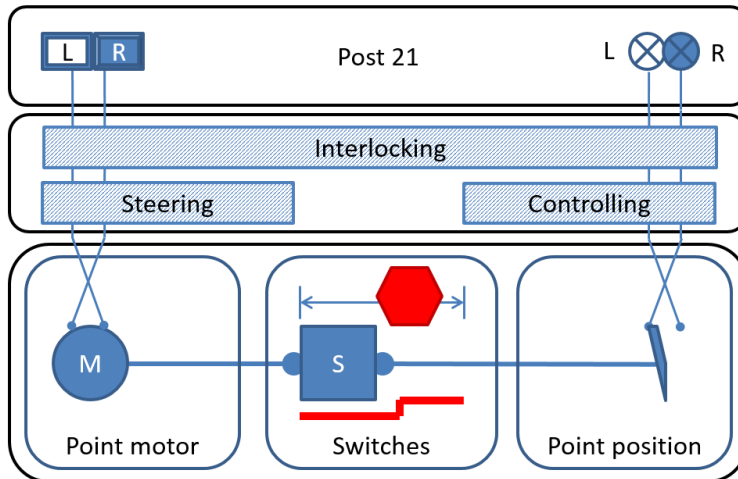 L R Post 21 L R
Interlocking
Steering Controlling
M S
Point motor Switches Point position